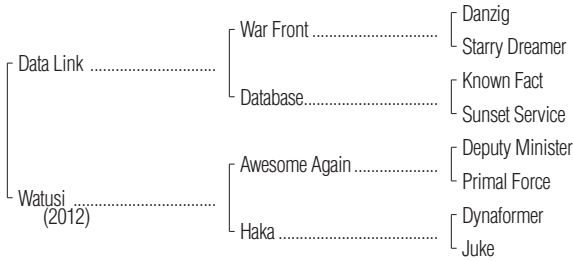 Danzig
War Front ............................
Starry Dreamer
Data Link ............................
Known Fact
Database..............................
Sunset Service
Deputy Minister
Awesome Again ...................
Primal Force
Watusi ...............................
(2012)
Dynaformer
Haka ...................................
Juke